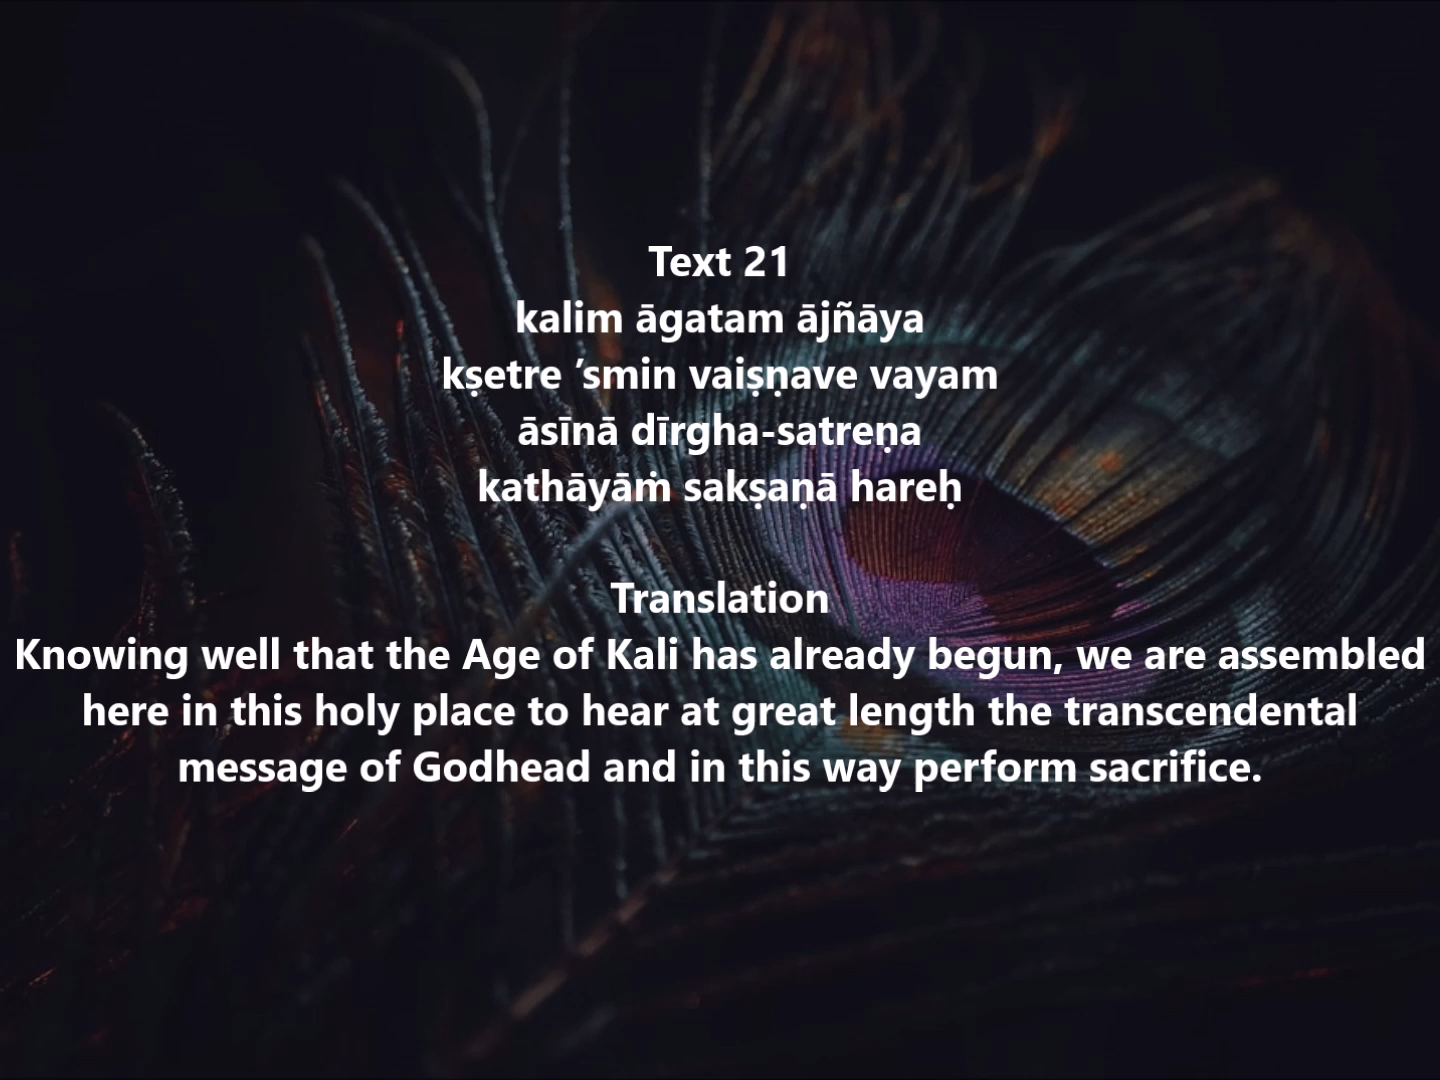 Text 21
kalim āgatam ājñāya
kṣetre ’smin vaiṣṇave vayam
āsīnā dīrgha-satreṇa
kathāyāṁ sakṣaṇā hareḥ
Translation
Knowing well that the Age of Kali has already begun, we are assembled
here in this holy place to hear at great length the transcendental
message of Godhead and in this way perform sacrifice.